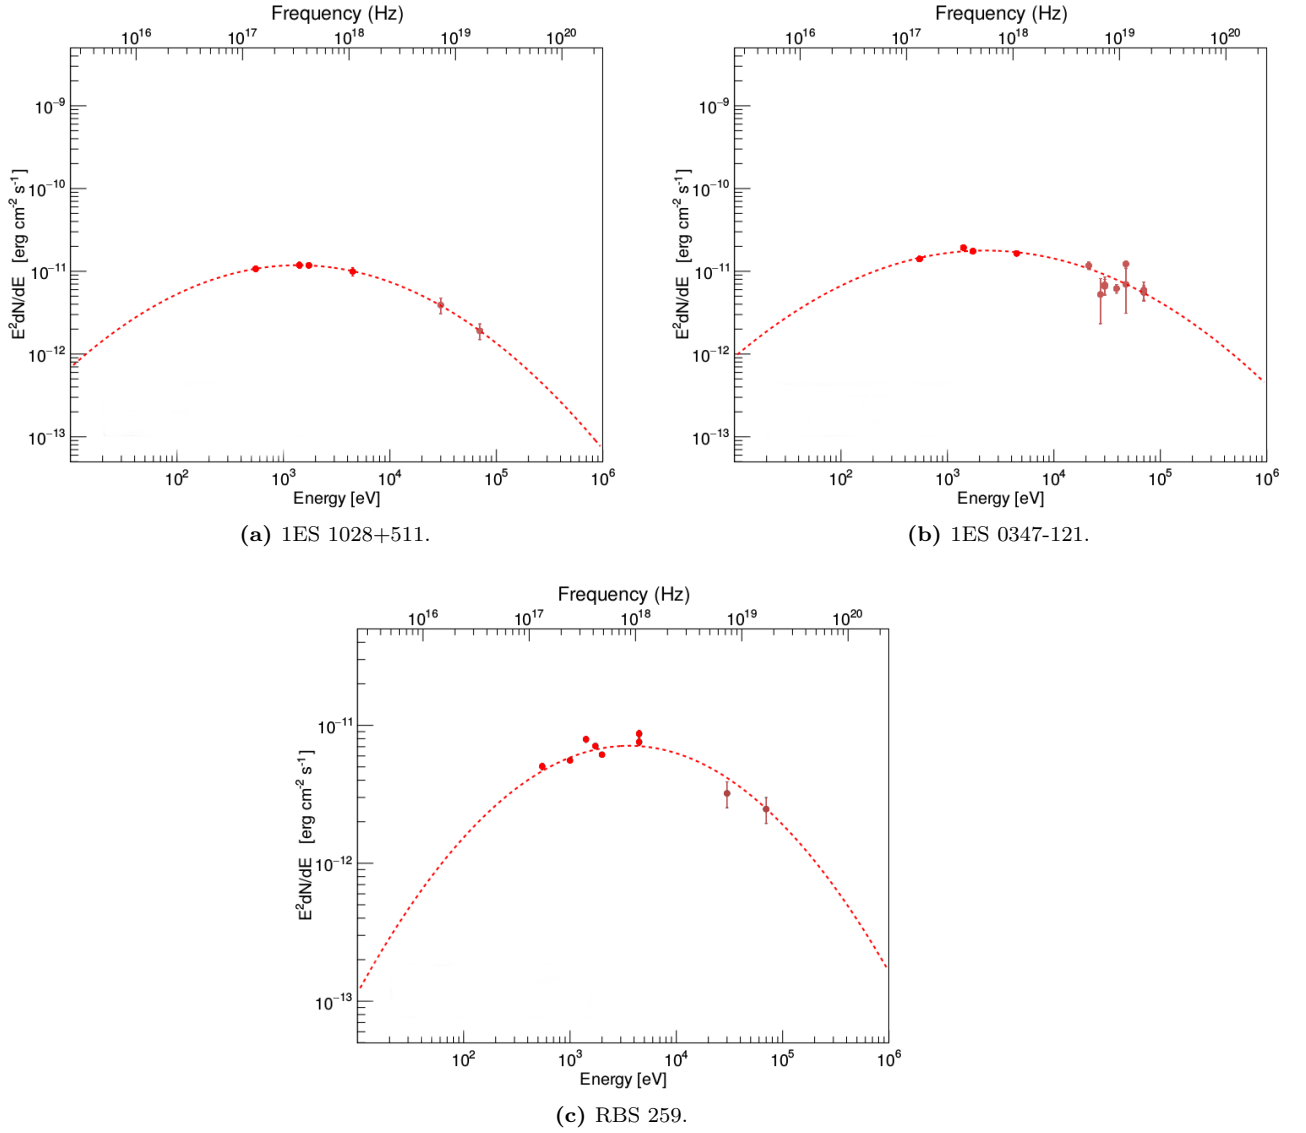 Frequency (Hz)
10^16 10^17 10^18 10^19 10^20
E^2dN/dE [erg cm^-2 s^-1]
10^−9
10^−10
10^−11
10^−12
10^−13
10^2 10^3 10^4 10^5 10^6
Energy [eV]
(a) 1ES 1028+511.
Frequency (Hz)
10^16 10^17 10^18 10^19 10^20
E^2dN/dE [erg cm^-2 s^-1]
10^−9
10^−10
10^−11
10^−12
10^−13
10^2 10^3 10^4 10^5 10^6
Energy [eV]
(b) 1ES 0347-121.
Frequency (Hz)
10^16 10^17 10^18 10^19 10^20
E^2dN/dE [erg cm^-2 s^-1]
10^−11
10^−12
10^−13
10^2 10^3 10^4 10^5 10^6
Energy [eV]
(c) RBS 259.